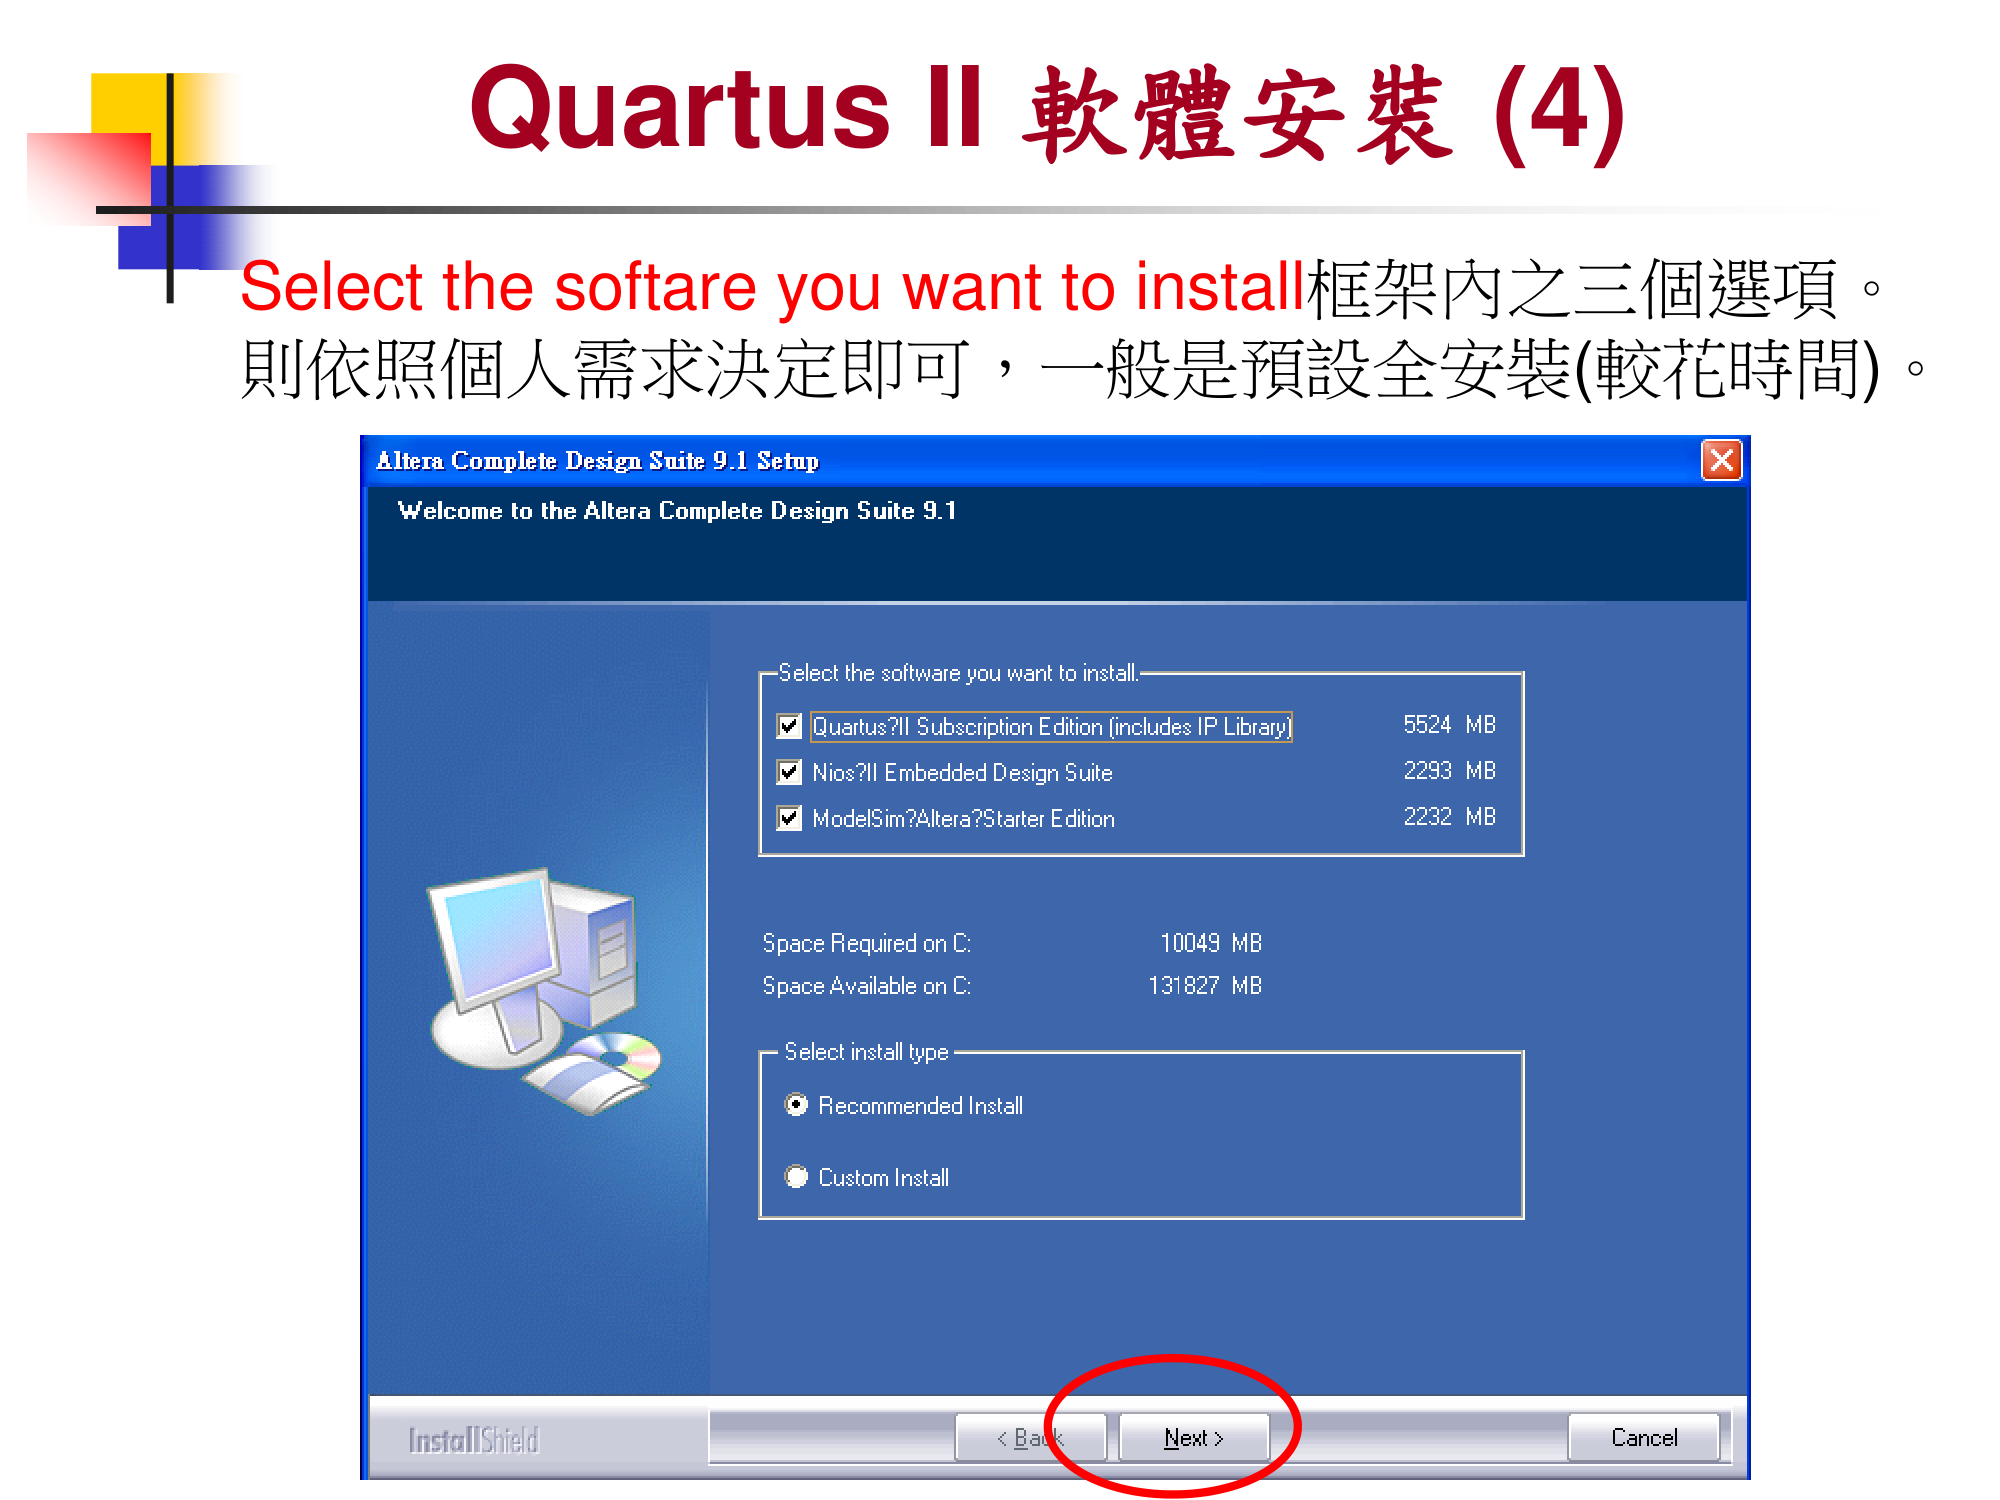 Quartus II 軟體安裝 (4)
Select the softare you want to install框架內之三個選項。
則依照個人需求決定即可，一般是預設全安裝(較花時間)。
Altera Complete Design Suite 9.1 Setup
Welcome to the Altera Complete Design Suite 9.1
Select the software you want to install.
Quartus?II Subscription Edition (includes IP Library) 5524 MB
Nios?II Embedded Design Suite 2293 MB
ModelSim?Altera?Starter Edition 2232 MB
Space Required on C: 10049 MB
Space Available on C: 131827 MB
Select install type
Recommended Install
Custom Install
InstallShield < Back Next > Cancel